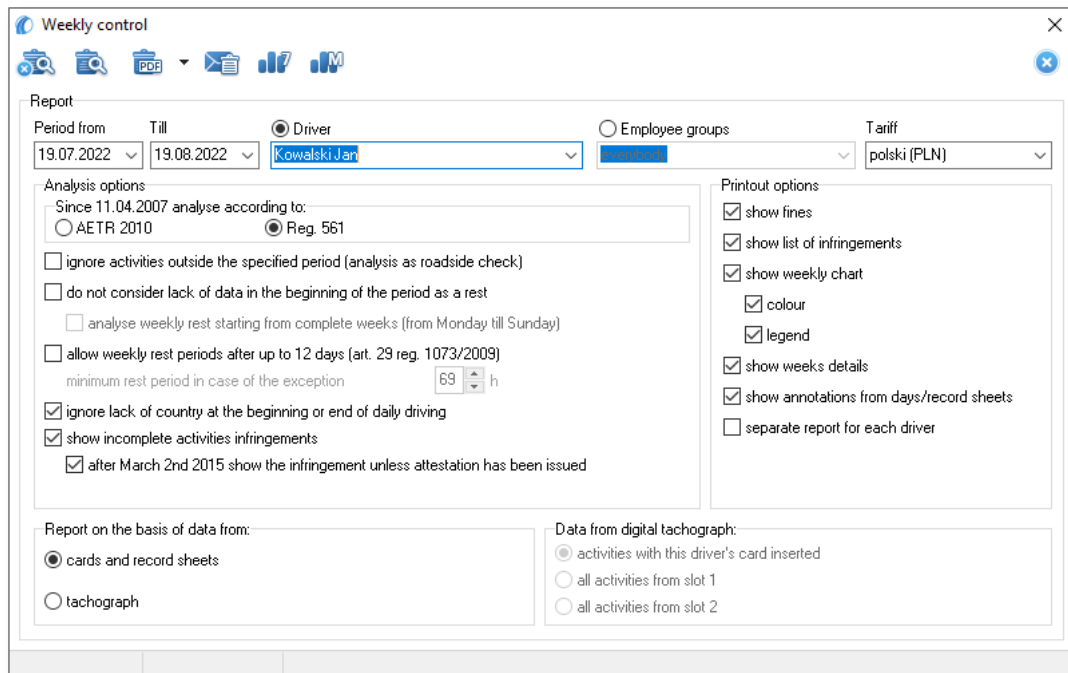 Weekly control
PDF
7
M
Report
Period from
Till
Driver
Employee groups
Tariff
19.07.2022
19.08.2022
Kowalski Jan
everybody
polski (PLN)
Analysis options
Since 11.04.2007 analyse according to:
AETR 2010
Reg. 561
ignore activities outside the specified period (analysis as roadside check)
do not consider lack of data in the beginning of the period as a rest
analyse weekly rest starting from complete weeks (from Monday till Sunday)
allow weekly rest periods after up to 12 days (art. 29 reg. 1073/2009)
minimum rest period in case of the exception
69
h
ignore lack of country at the beginning or end of daily driving
show incomplete activities infringements
after March 2nd 2015 show the infringement unless attestation has been issued
Printout options
show fines
show list of infringements
show weekly chart
colour
legend
show weeks details
show annotations from days/record sheets
separate report for each driver
Report on the basis of data from:
cards and record sheets
tachograph
Data from digital tachograph:
activities with this driver's card inserted
all activities from slot 1
all activities from slot 2